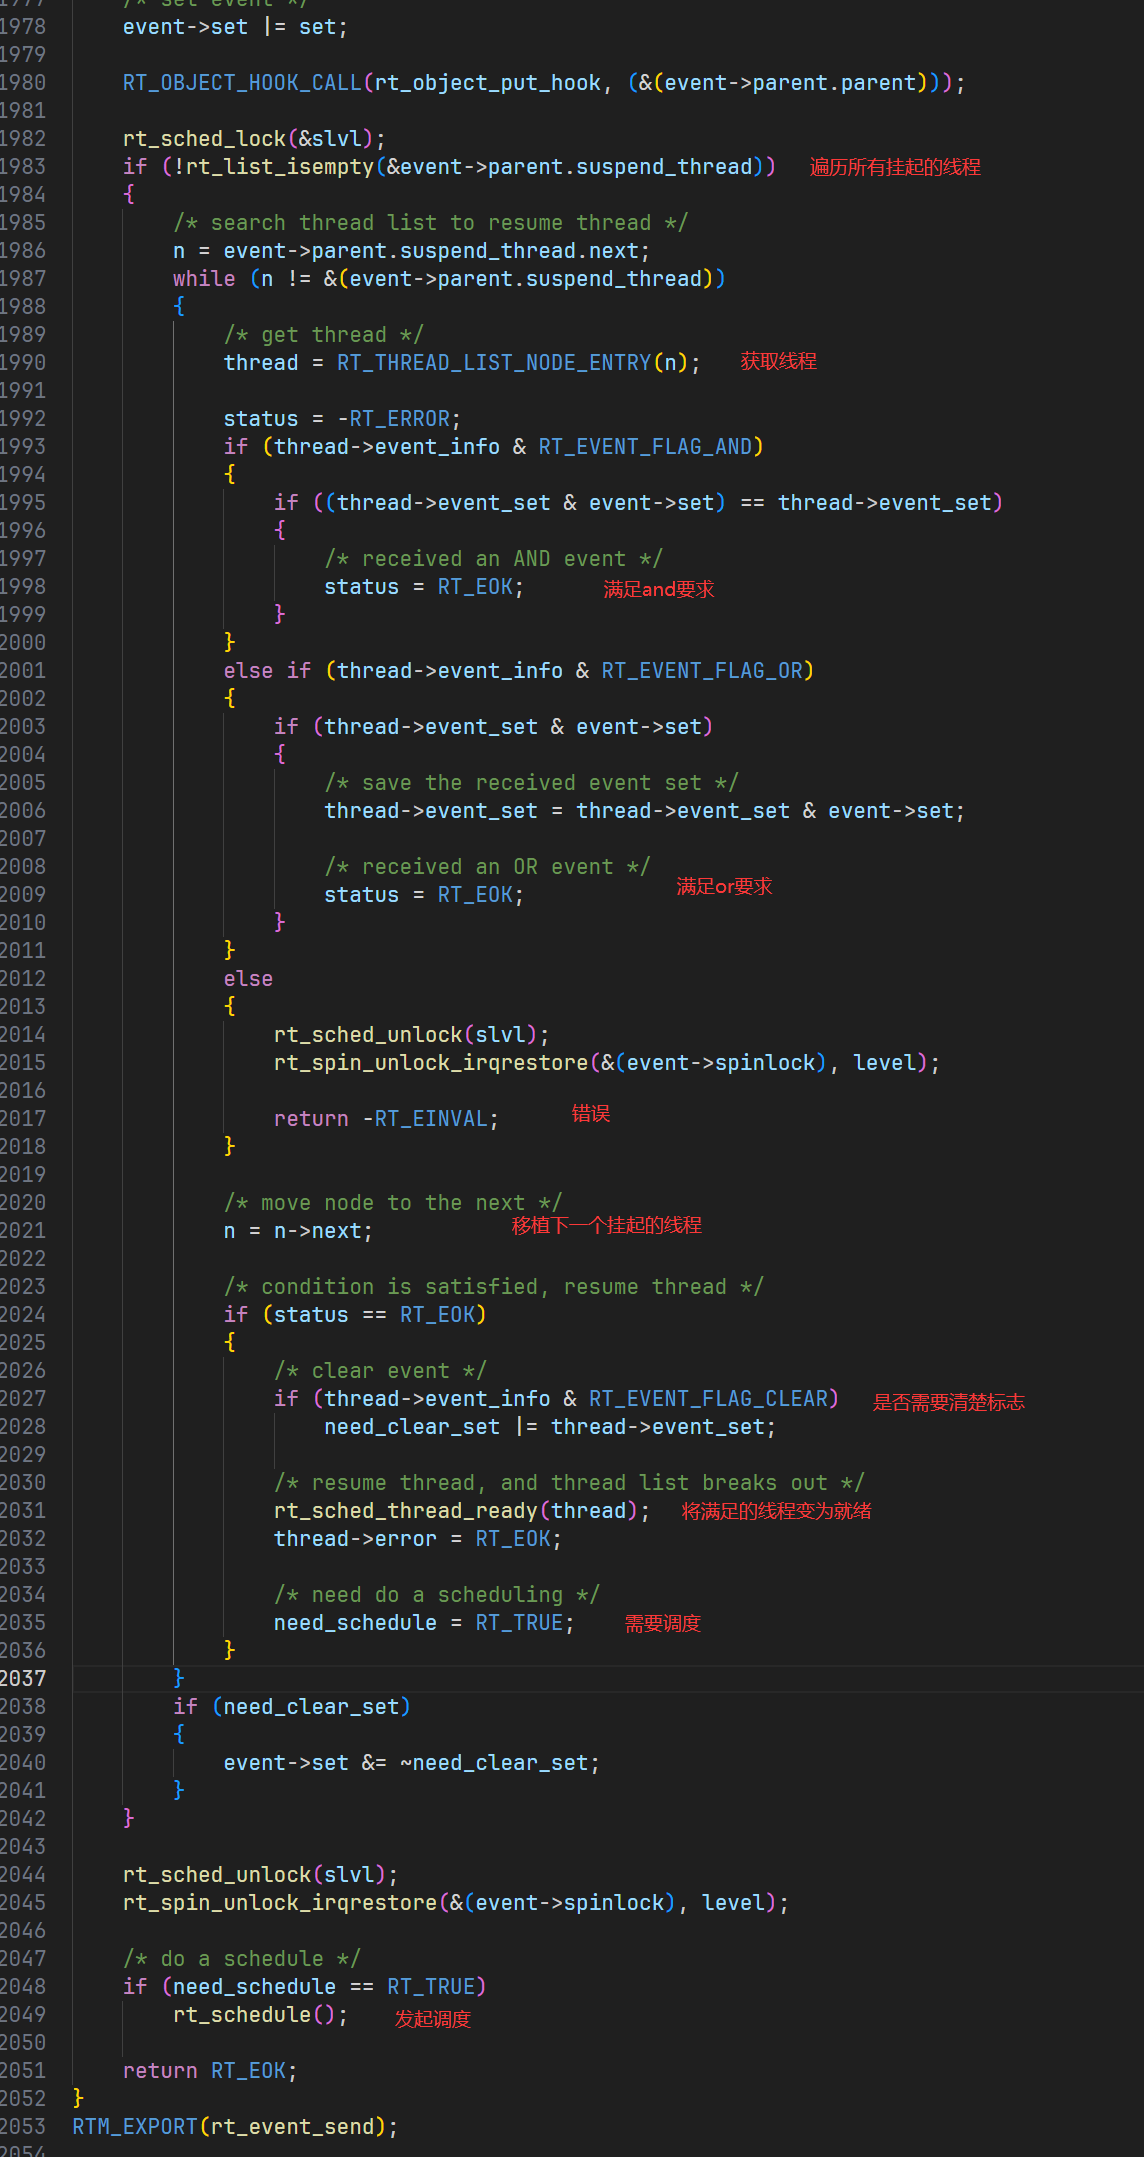 1977 /* set event */
1978 event->set |= set;
1979
1980 RT_OBJECT_HOOK_CALL(rt_object_put_hook, (&(event->parent.parent)));
1981
1982 rt_sched_lock(&slvl);
1983 if (!rt_list_isempty(&event->parent.suspend_thread)) 遍历所有挂起的线程
1984 {
1985 /* search thread list to resume thread */
1986 n = event->parent.suspend_thread.next;
1987 while (n != &(event->parent.suspend_thread))
1988 {
1989 /* get thread */
1990 thread = RT_THREAD_LIST_NODE_ENTRY(n); 获取线程
1991
1992 status = -RT_ERROR;
1993 if (thread->event_info & RT_EVENT_FLAG_AND)
1994 {
1995 if ((thread->event_set & event->set) == thread->event_set)
1996 {
1997 /* received an AND event */
1998 status = RT_EOK; 满足and要求
1999 }
2000 }
2001 else if (thread->event_info & RT_EVENT_FLAG_OR)
2002 {
2003 if (thread->event_set & event->set)
2004 {
2005 /* save the received event set */
2006 thread->event_set = thread->event_set & event->set;
2007
2008 /* received an OR event */
2009 status = RT_EOK; 满足or要求
2010 }
2011 }
2012 else
2013 {
2014 rt_sched_unlock(slvl);
2015 rt_spin_unlock_irqrestore(&(event->spinlock), level);
2016
2017 return -RT_EINVAL; 错误
2018 }
2019
2020 /* move node to the next */
2021 n = n->next; 移植下一个挂起的线程
2022
2023 /* condition is satisfied, resume thread */
2024 if (status == RT_EOK)
2025 {
2026 /* clear event */
2027 if (thread->event_info & RT_EVENT_FLAG_CLEAR) 是否需要清楚标志
2028 need_clear_set |= thread->event_set;
2029
2030 /* resume thread, and thread list breaks out */
2031 rt_sched_thread_ready(thread); 将满足的线程变为就绪
2032 thread->error = RT_EOK;
2033
2034 /* need do a scheduling */
2035 need_schedule = RT_TRUE; 需要调度
2036 }
2037 }
2038 if (need_clear_set)
2039 {
2040 event->set &= ~need_clear_set;
2041 }
2042 }
2043
2044 rt_sched_unlock(slvl);
2045 rt_spin_unlock_irqrestore(&(event->spinlock), level);
2046
2047 /* do a schedule */
2048 if (need_schedule == RT_TRUE)
2049 rt_schedule(); 发起调度
2050
2051 return RT_EOK;
2052 }
2053 RTM_EXPORT(rt_event_send);
2054